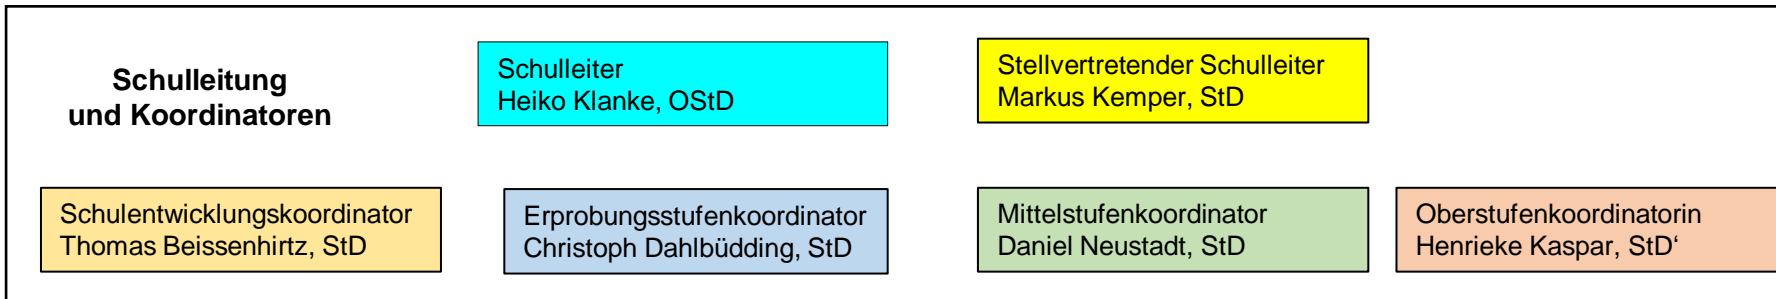 Schulleitung
und Koordinatoren
Schulleiter
Heiko Klanke, OStD
Stellvertretender Schulleiter
Markus Kemper, StD
Schulentwicklungskoordinator
Thomas Beissenhirtz, StD
Erprobungsstufenkoordinator
Christoph Dahlbüdding, StD
Mittelstufenkoordinator
Daniel Neustadt, StD
Oberstufenkoordinatorin
Henrieke Kaspar, StD‘